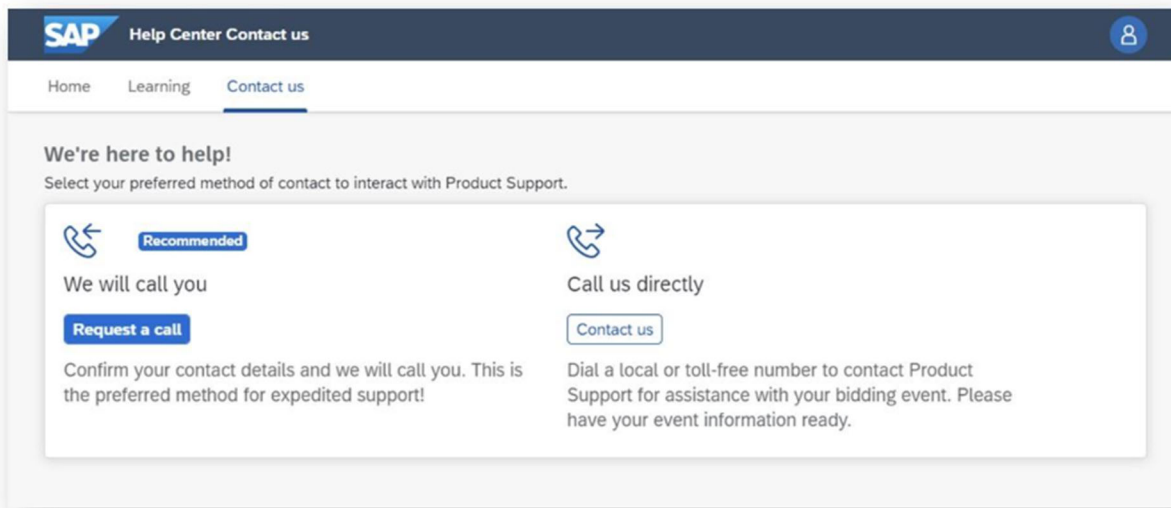 SAP Help Center Contact us
Home Learning Contact us
We're here to help!
Select your preferred method of contact to interact with Product Support.
Recommended
We will call you
Request a call
Confirm your contact details and we will call you. This is
the preferred method for expedited support!
Call us directly
Contact us
Dial a local or toll-free number to contact Product
Support for assistance with your bidding event. Please
have your event information ready.